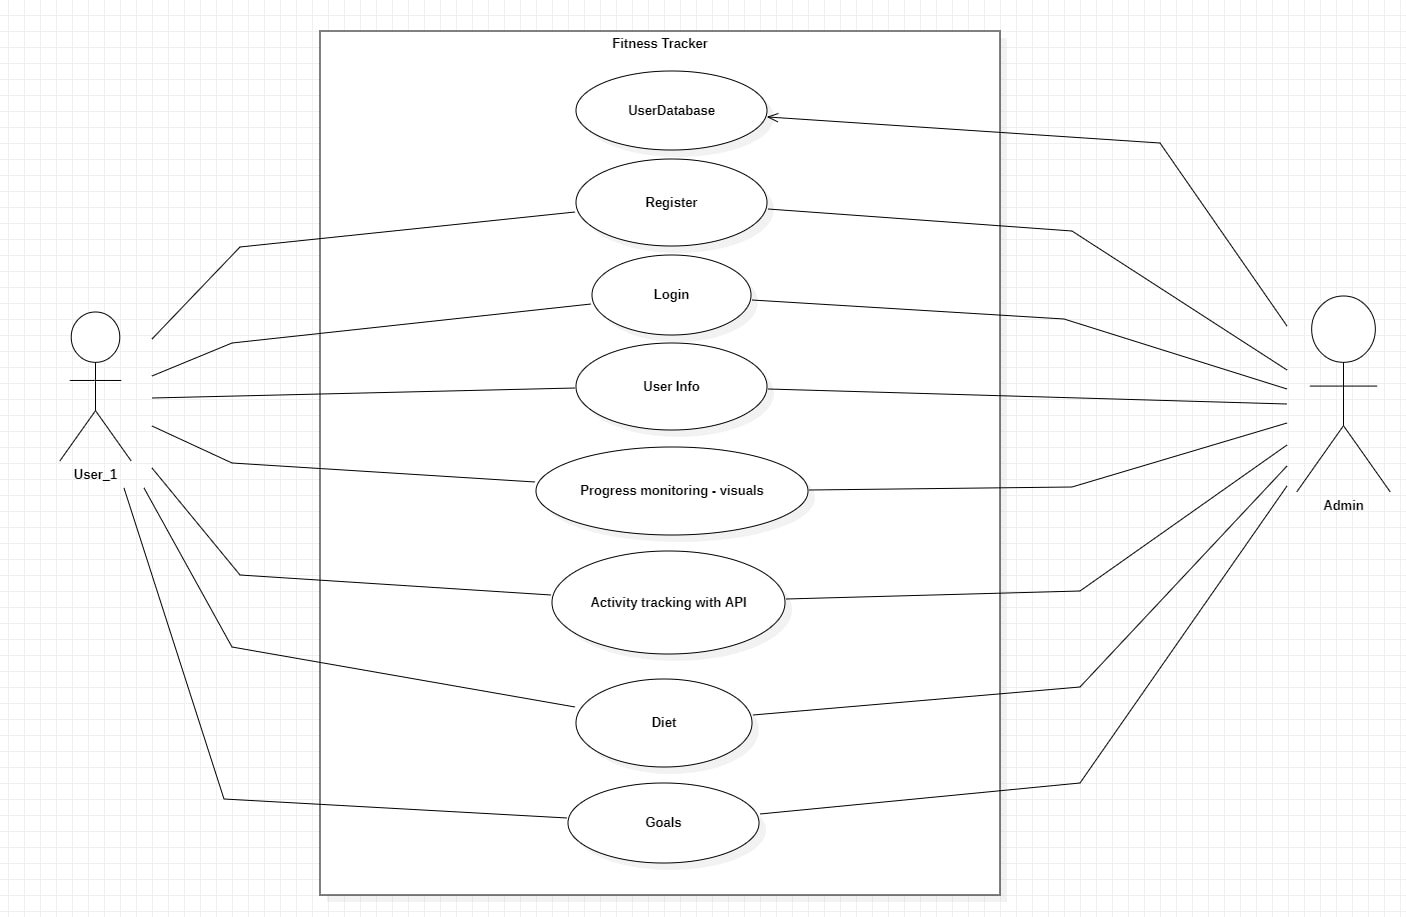 Fitness Tracker
UserDatabase
Register
Login
User Info
Progress monitoring - visuals
Activity tracking with API
Diet
Goals
User_1
Admin